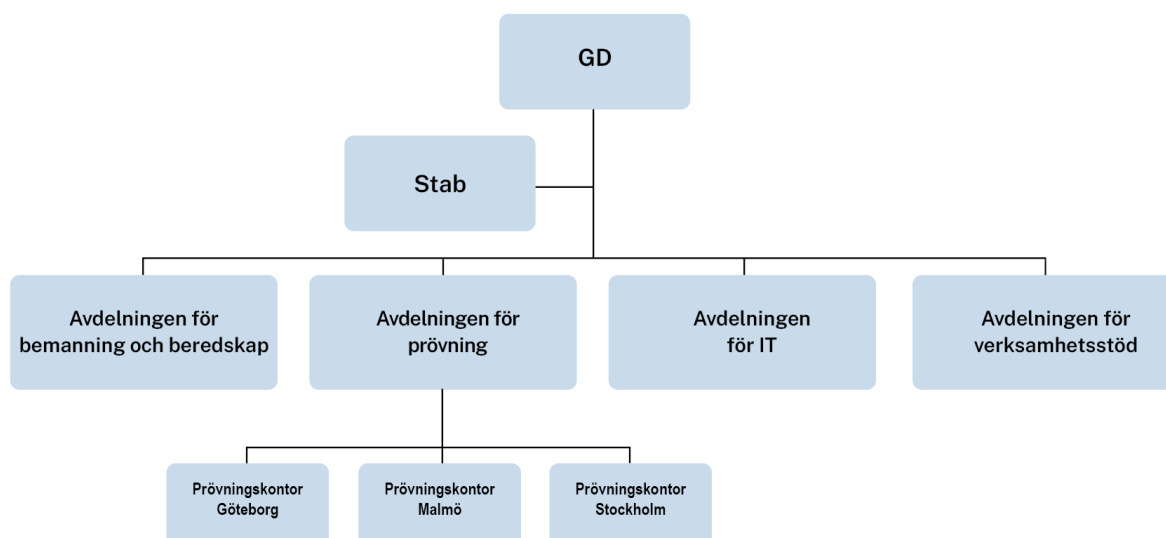 GD
Stab
Avdelningen för
bemanning och beredskap
Avdelningen för
prövning
Avdelningen
för IT
Avdelningen för
verksamhetsstöd
Prövningskontor
Göteborg
Prövningskontor
Malmö
Prövningskontor
Stockholm